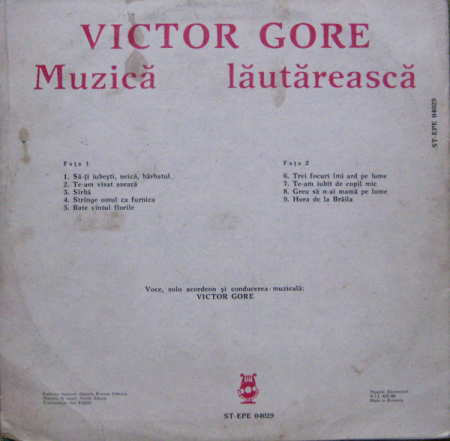 VICTOR GORE
Muzică lăutărească
ST-EPE 04029
Fața 1
1. Să-ți iubești, neică, bărbatul
2. Te-am visat aseară
3. Sîrbă
4. Strînge omul ca furnica
5. Bate vîntul florile
Fața 2
6. Trei focuri îmi ard pe lume
7. Te-am iubit de copil mic
8. Greu să n-ai mamă pe lume
9. Hora de la Brăila
Voce, solo acordeon și conducerea muzicală:
VICTOR GORE
ST-EPE 04029
Made in Romania